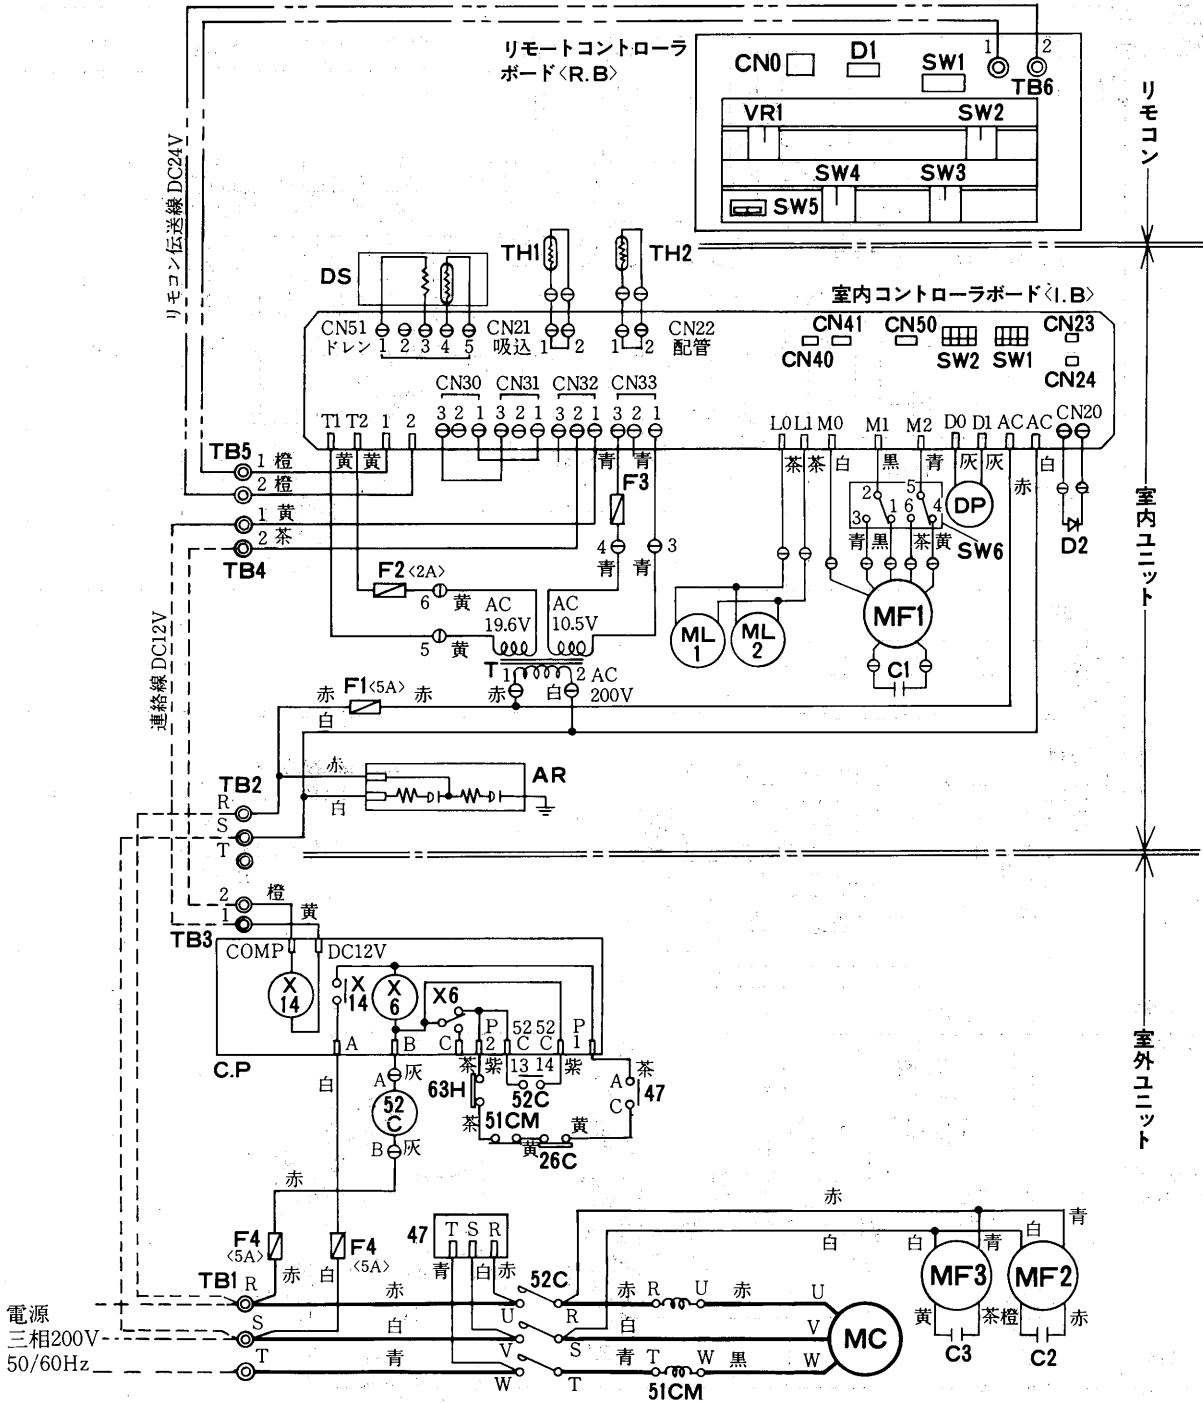 リモートコントローラ
ボード〈R.B〉
CN0
D1
SW1
1
2
TB6
VR1
SW2
SW4
SW3
SW5
リモコン
リモコン伝送線DC24V
DS
TH1
TH2
室内コントローラボード〈I.B〉
CN51
ドレン
1 2 3 4 5
CN21
吸込
1 2
CN22
配管
1 2
CN41
CN40
CN50
SW2
SW1
CN23
CN24
CN30
CN31
CN32
CN33
3 2 1 3 2 1 3 2 1 3 2 1
T1 T2 1 2
L0 L1 M0 M1 M2 D0 D1 AC AC CN20
黄 黄
青 青
茶 茶 白 黒 青 灰 灰 赤 白
TB5
1 橙
2 橙
1 黄
2 茶
TB4
F3
4
3
青 青
2 1 5 6 4
3
DP
SW6
青 黒 茶 黄
D2
室内ユニット
F2〈2A〉
6 黄
AC
19.6V
AC
10.5V
5 黄
T
1
2
AC
200V
赤
白
ML
1
ML
2
MF1
C1
連絡線DC12V
赤
F1〈5A〉
赤
白
TB2
R
S
T
赤
白
AR
2 橙
1 黄
TB3
COMP
DC12V
X
14
X
14
X
6
X6
A
B
C
P
2
52
C
52
C
P
1
C.P
白
A 灰
52
C
B 灰
茶 紫
13 14
紫
茶
63H
52C
A
C
47
茶
51CM
黄
26C
黄
室外ユニット
赤
F4
〈5A〉
赤
F4
〈5A〉
白
47
T S R
青 白 赤
52C
赤
白
白
青
白
青
MF3
MF2
黄
茶
橙
赤
C3
C2
TB1
R
S
T
電源
三相200V
50/60Hz
赤
白
青
U
V
W
R
S
T
赤 R U 赤 U
白 V
青 T W 黒 W
51CM
MC